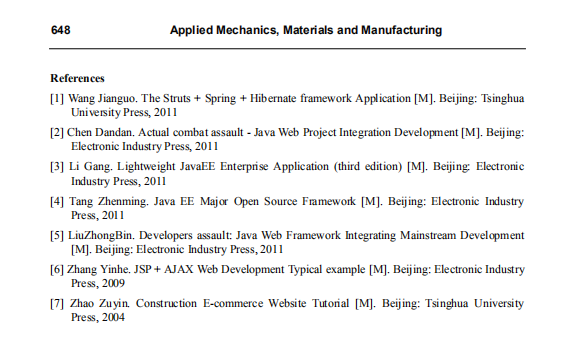 648 Applied Mechanics, Materials and Manufacturing
References
[1] Wang Jianguo. The Struts + Spring + Hibernate framework Application [M]. Beijing: Tsinghua
University Press, 2011
[2] Chen Dandan. Actual combat assault - Java Web Project Integration Development [M]. Beijing:
Electronic Industry Press, 2011
[3] Li Gang. Lightweight JavaEE Enterprise Application (third edition) [M]. Beijing: Electronic
Industry Press, 2011
[4] Tang Zhenming. Java EE Major Open Source Framework [M]. Beijing: Electronic Industry
Press, 2011
[5] LiuZhongBin. Developers assault: Java Web Framework Integrating Mainstream Development
[M]. Beijing: Electronic Industry Press, 2011
[6] Zhang Yinhe. JSP + AJAX Web Development Typical example [M]. Beijing: Electronic Industry
Press, 2009
[7] Zhao Zuyin. Construction E-commerce Website Tutorial [M]. Beijing: Tsinghua University
Press, 2004